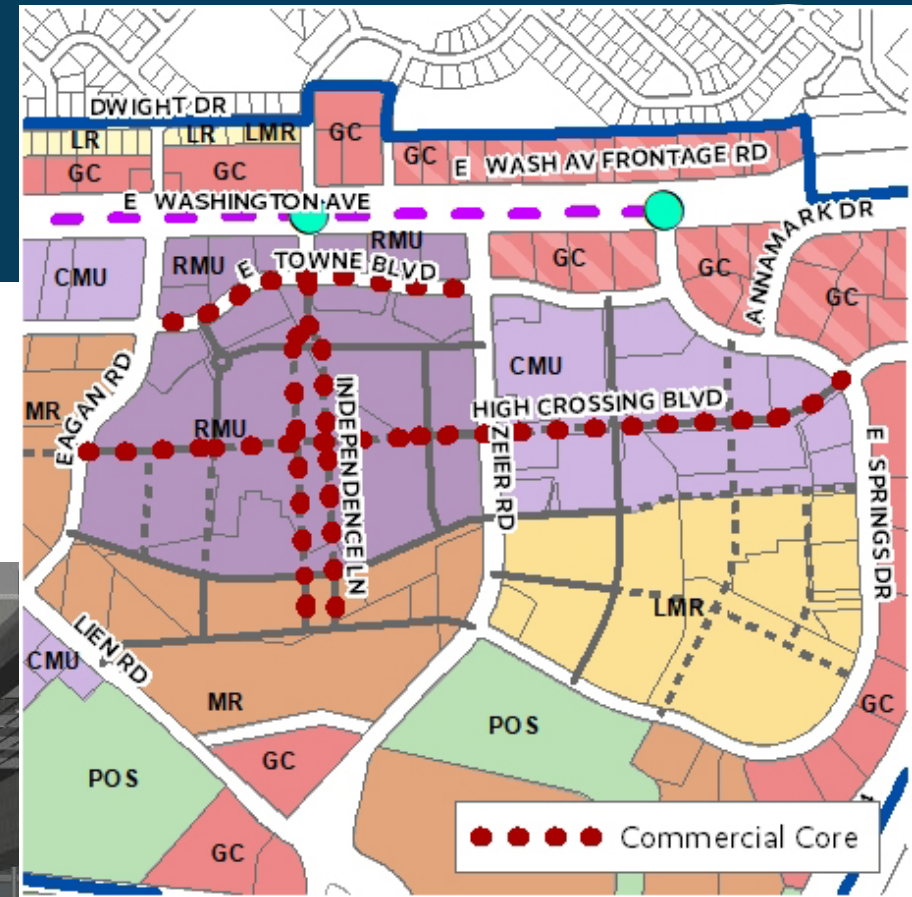 DWIGHT DR
LR
LR
LMR
GC
GC
GC
GC
E WASH AV FRONTAGE RD
E WASHINGTON AVE
ANNAMARK DR
CMU
RMU
RMU
E TOWNE BLVD
GC
GC
GC
EAGAN RD
MR
RMU
INDEPENDENCE LN
CMU
HIGH CROSSING BLVD
ZEIER RD
E SPRINGS DR
LMR
LIEN RD
CMU
MR
POS
GC
GC
POS
GC
Commercial Core